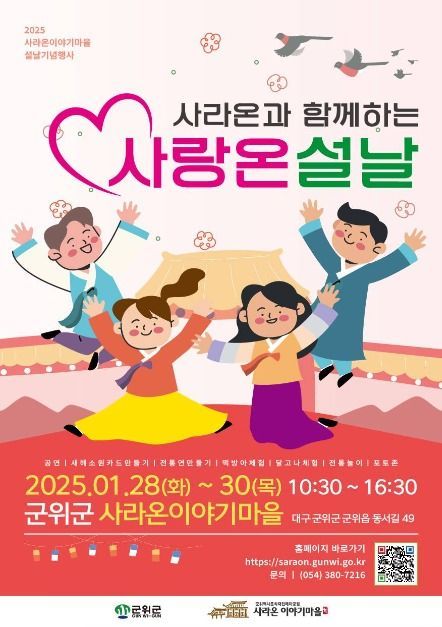 2025
사라온이야기마을
설날기념행사
사라온과 함께하는
사랑온설날
공연 | 새해소원카드만들기 | 전통연만들기 | 떡방아체험 | 달고나체험 | 전통놀이 | 포토존
2025.01.28(화) ~ 30(목) 10:30 ~ 16:30
군위군 사라온이야기마을 대구 군위군 군위읍 동서길 49
홈페이지 바로가기
https://saraon.gunwi.go.kr
문의 | (054) 380-7216
군위군
GUN WI-GUN
사라온 이야기마을